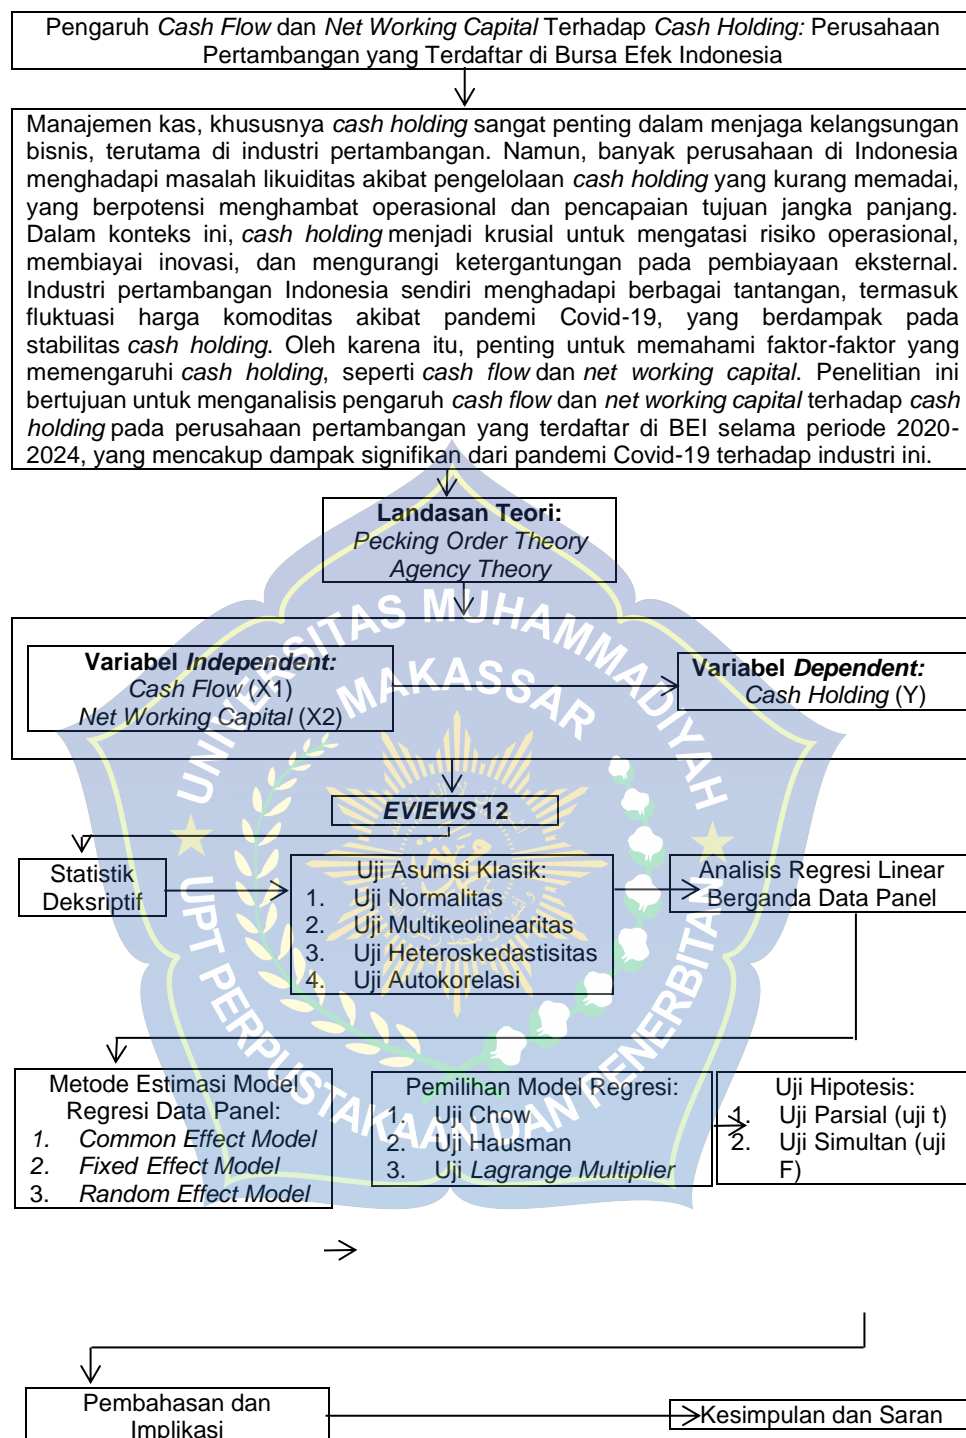 Pengaruh Cash Flow dan Net Working Capital Terhadap Cash Holding: Perusahaan
Pertambangan yang Terdaftar di Bursa Efek Indonesia
Manajemen kas, khususnya cash holding sangat penting dalam menjaga kelangsungan
bisnis, terutama di industri pertambangan. Namun, banyak perusahaan di Indonesia
menghadapi masalah likuiditas akibat pengelolaan cash holding yang kurang memadai,
yang berpotensi menghambat operasional dan pencapaian tujuan jangka panjang.
Dalam konteks ini, cash holding menjadi krusial untuk mengatasi risiko operasional,
membiayai inovasi, dan mengurangi ketergantungan pada pembiayaan eksternal.
Industri pertambangan Indonesia sendiri menghadapi berbagai tantangan, termasuk
fluktuasi harga komoditas akibat pandemi Covid-19, yang berdampak pada
stabilitas cash holding. Oleh karena itu, penting untuk memahami faktor-faktor yang
memengaruhi cash holding, seperti cash flow dan net working capital. Penelitian ini
bertujuan untuk menganalisis pengaruh cash flow dan net working capital terhadap cash
holding pada perusahaan pertambangan yang terdaftar di BEI selama periode 2020-
2024, yang mencakup dampak signifikan dari pandemi Covid-19 terhadap industri ini.
Landasan Teori:
Pecking Order Theory
Agency Theory
UNIVERSITAS MUHAMMADIYAH
MAKASSAR
UPT PERPUSTAKAAN DAN PENERBITAN
Variabel Independent:
Cash Flow (X1)
Net Working Capital (X2)
Variabel Dependent:
Cash Holding (Y)
EVIEWS 12
Statistik
Deksriptif
Uji Asumsi Klasik:
1. Uji Normalitas
2. Uji Multikeolinearitas
3. Uji Heteroskedastisitas
4. Uji Autokorelasi
Analisis Regresi Linear
Berganda Data Panel
Metode Estimasi Model
Regresi Data Panel:
1. Common Effect Model
2. Fixed Effect Model
3. Random Effect Model
Pemilihan Model Regresi:
1. Uji Chow
2. Uji Hausman
3. Uji Lagrange Multiplier
Uji Hipotesis:
1. Uji Parsial (uji t)
2. Uji Simultan (uji
F)
Pembahasan dan
Implikasi
Kesimpulan dan Saran